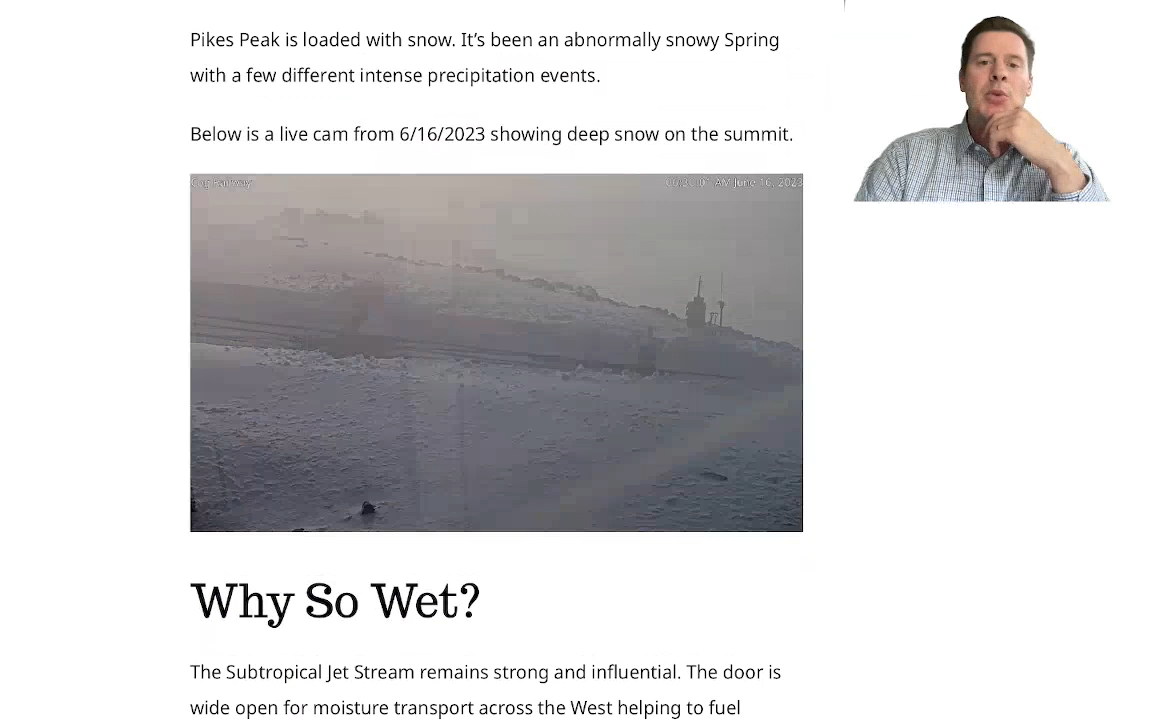 Pikes Peak is loaded with snow. It’s been an abnormally snowy Spring
with a few different intense precipitation events.
Below is a live cam from 6/16/2023 showing deep snow on the summit.
Cog Railway
AM June 16, 2023
Why So Wet?
The Subtropical Jet Stream remains strong and influential. The door is
wide open for moisture transport across the West helping to fuel